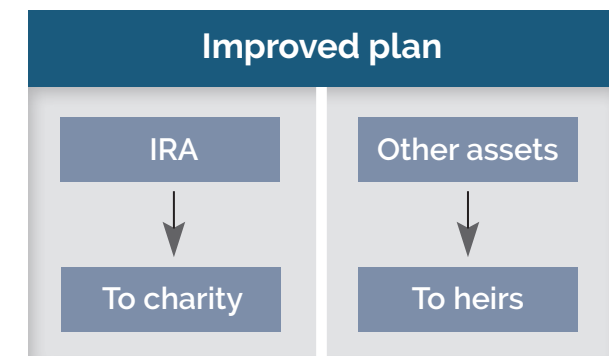 Improved plan
IRA
Other assets
To charity
To heirs